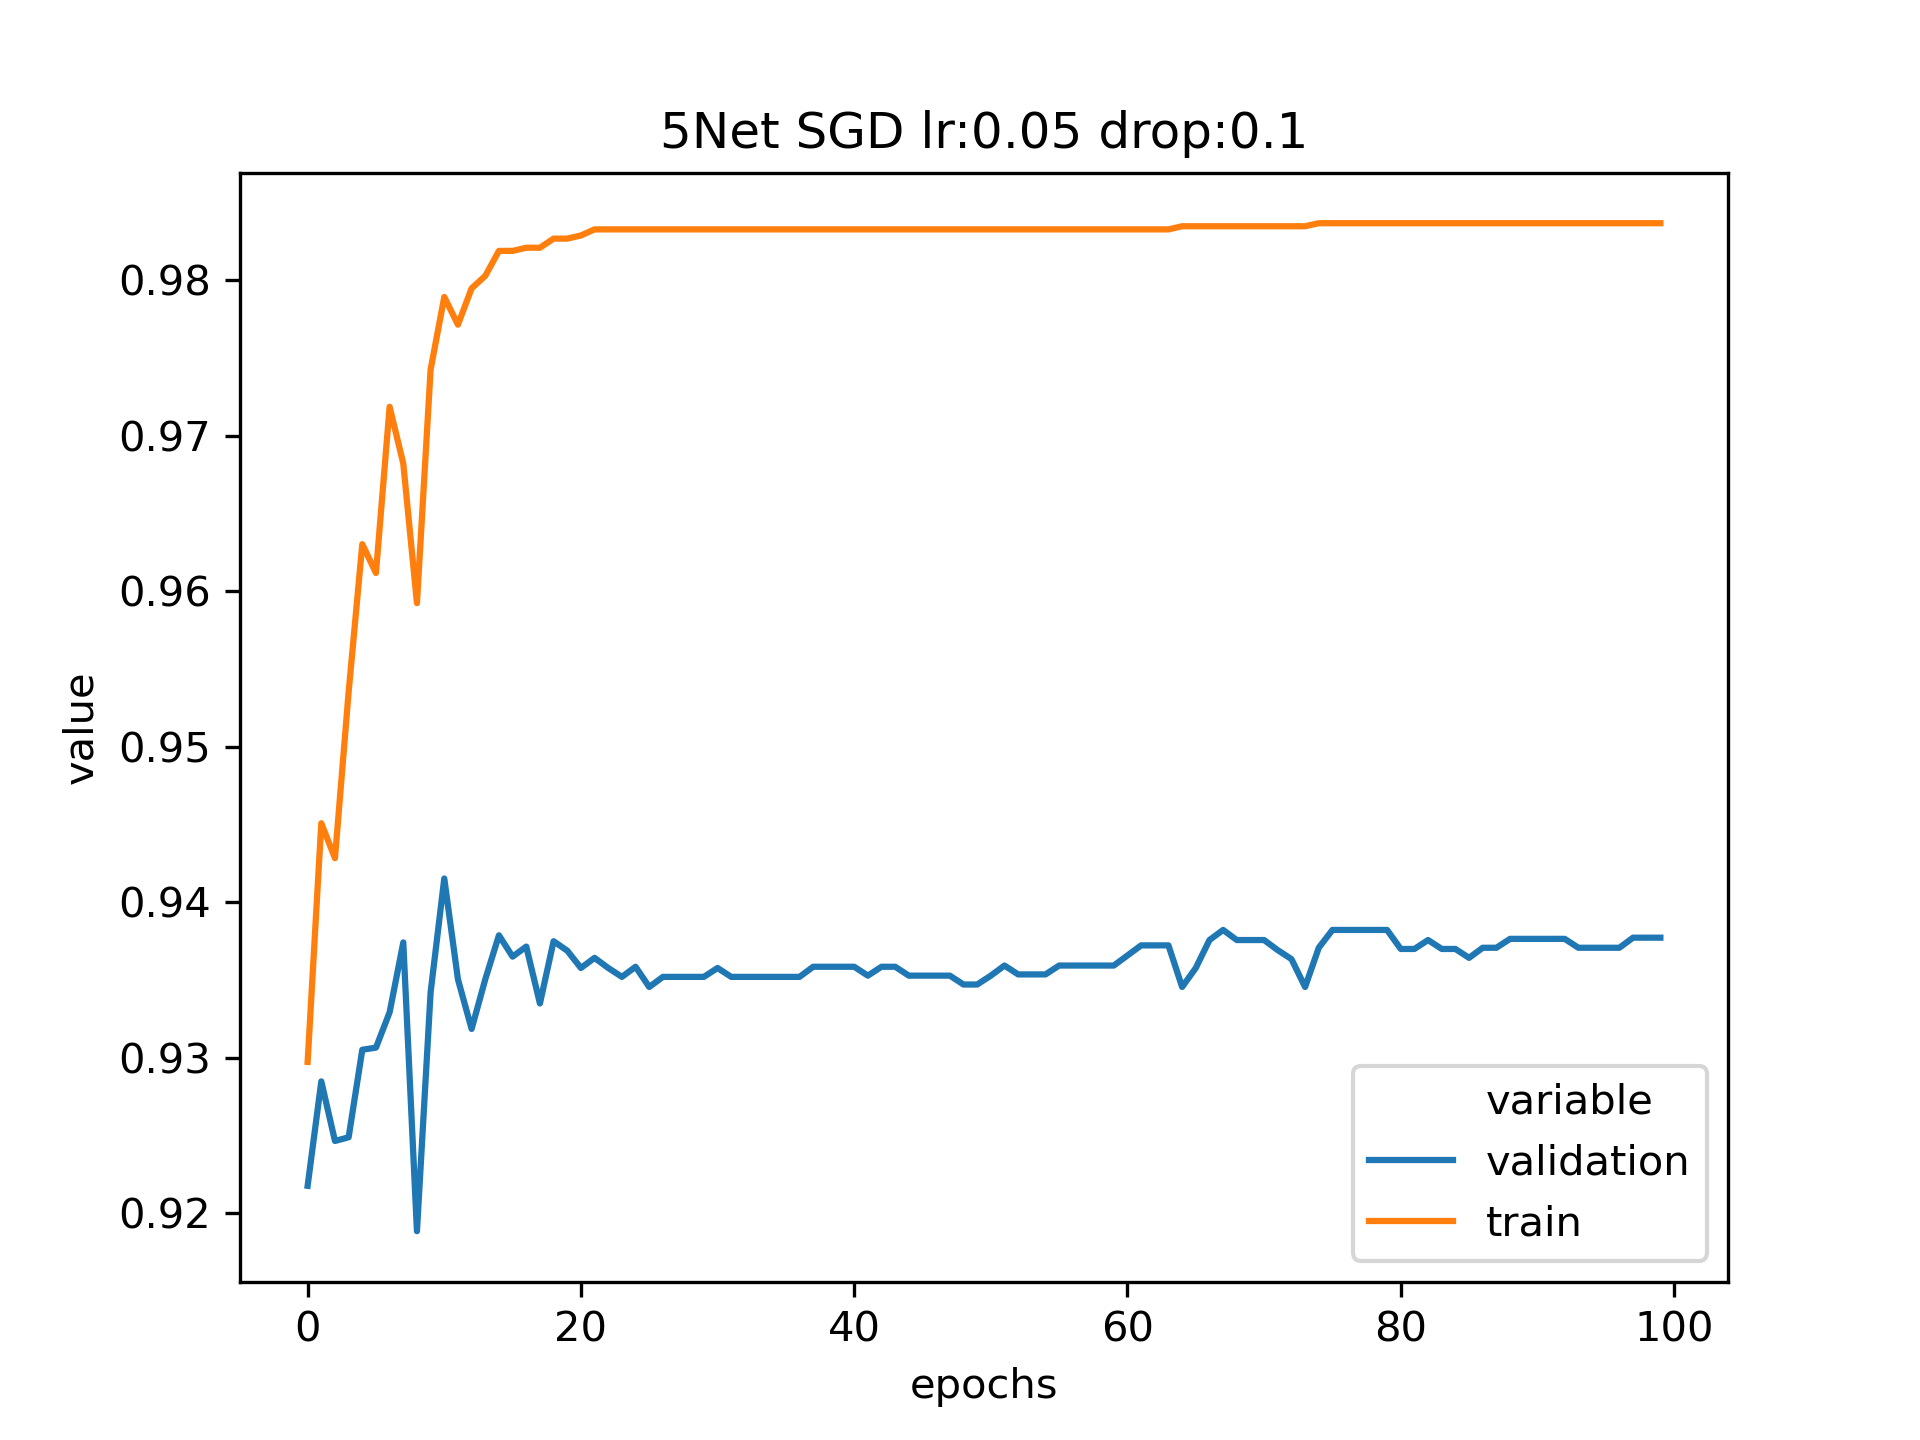 5Net SGD lr:0.05 drop:0.1
0.98
0.97
0.96
0.95
0.94
0.93
0.92
value
variable
validation
train
0 20 40 60 80 100
epochs